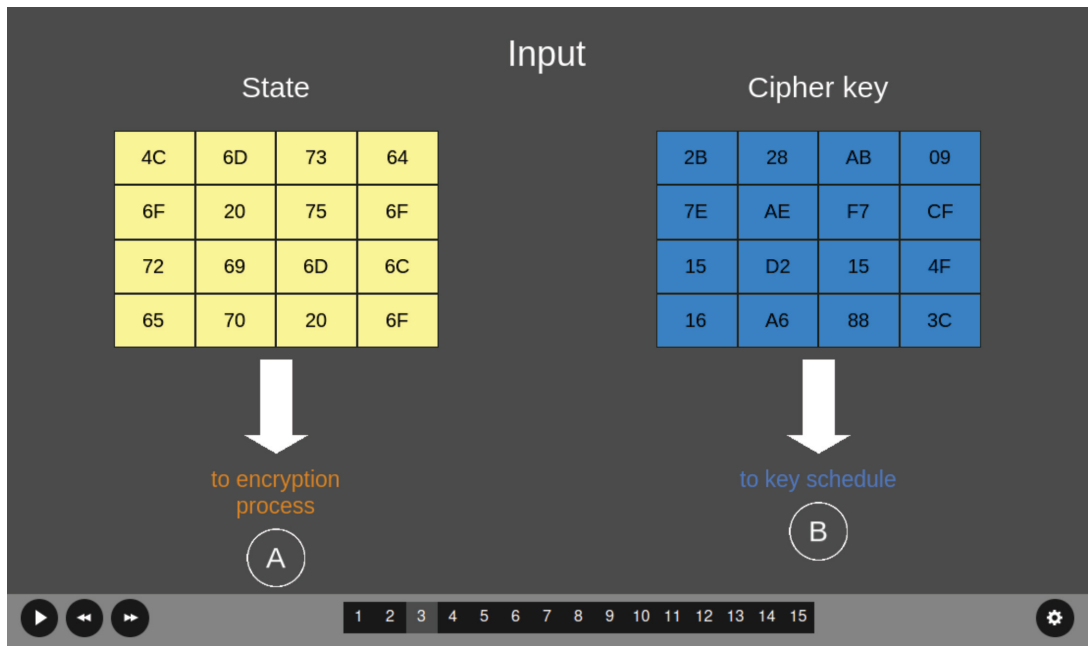 Input
State
Cipher key
4C 6D 73 64
6F 20 75 6F
72 69 6D 6C
65 70 20 6F
2B 28 AB 09
7E AE F7 CF
15 D2 15 4F
16 A6 88 3C
to encryption
process
A
to key schedule
B
1 2 3 4 5 6 7 8 9 10 11 12 13 14 15